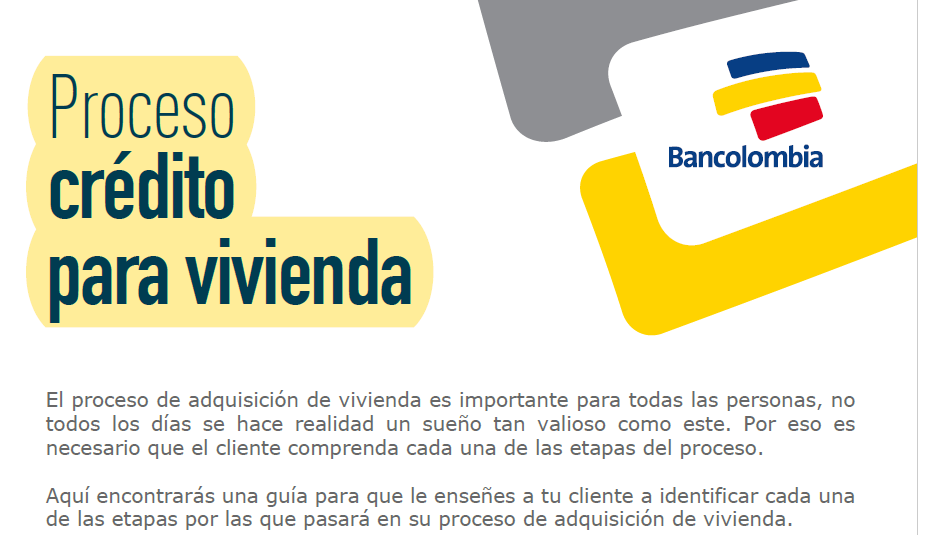 Proceso
crédito
para vivienda
Bancolombia
El proceso de adquisición de vivienda es importante para todas las personas, no
todos los días se hace realidad un sueño tan valioso como este. Por eso es
necesario que el cliente comprenda cada una de las etapas del proceso.
Aquí encontrarás una guía para que le enseñes a tu cliente a identificar cada una
de las etapas por las que pasará en su proceso de adquisición de vivienda.